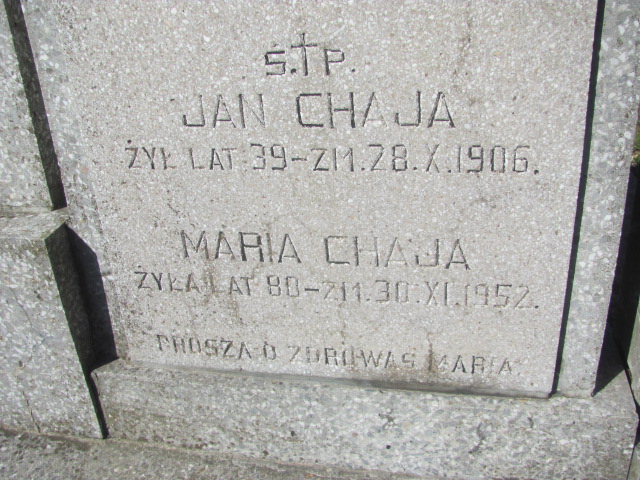 Ś.†P.
JAN CHAJA
ŻYŁ LAT 39-ZM.28.X.1906.
MARIA CHAJA
ŻYŁA LAT 80-ZM.30.XI.1952.
PROSZĄ O ZDROWAŚ MARIA.